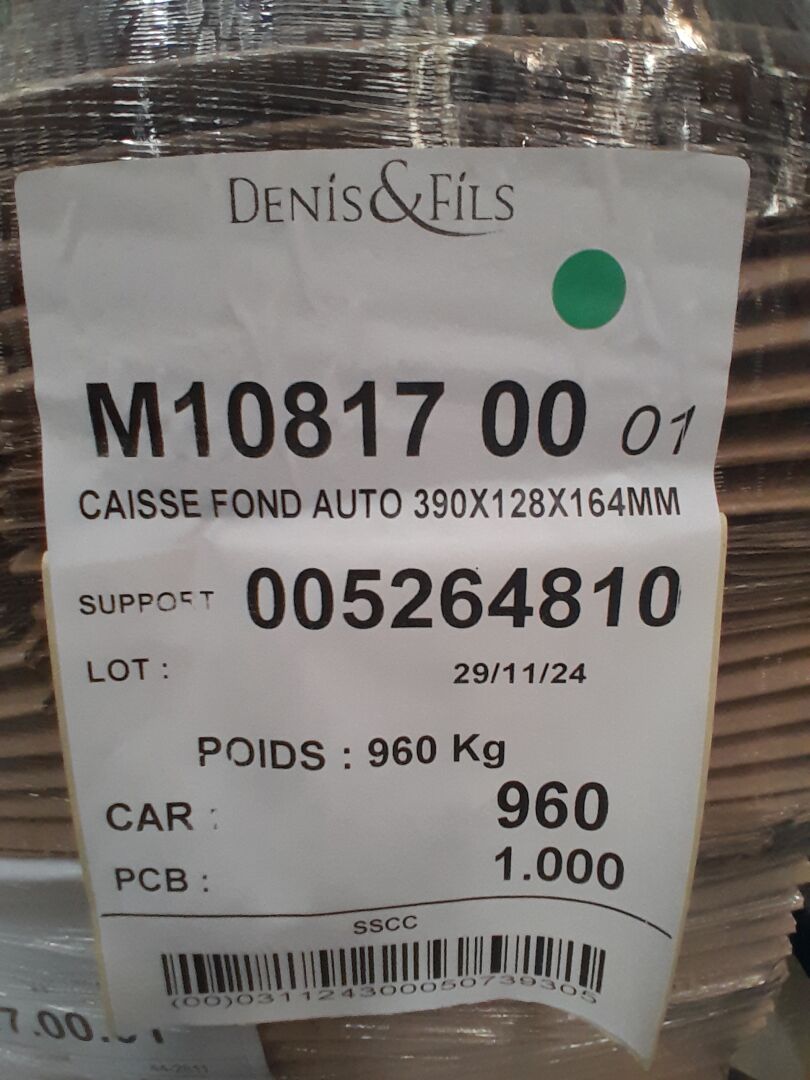 DENIS & FILS
M10817 00 01
CAISSE FOND AUTO 390X128X164MM
SUPPORT 005264810
LOT : 29/11/24
POIDS : 960 Kg
CAR : 960
PCB : 1.000
SSCC
(00)031124300050739305